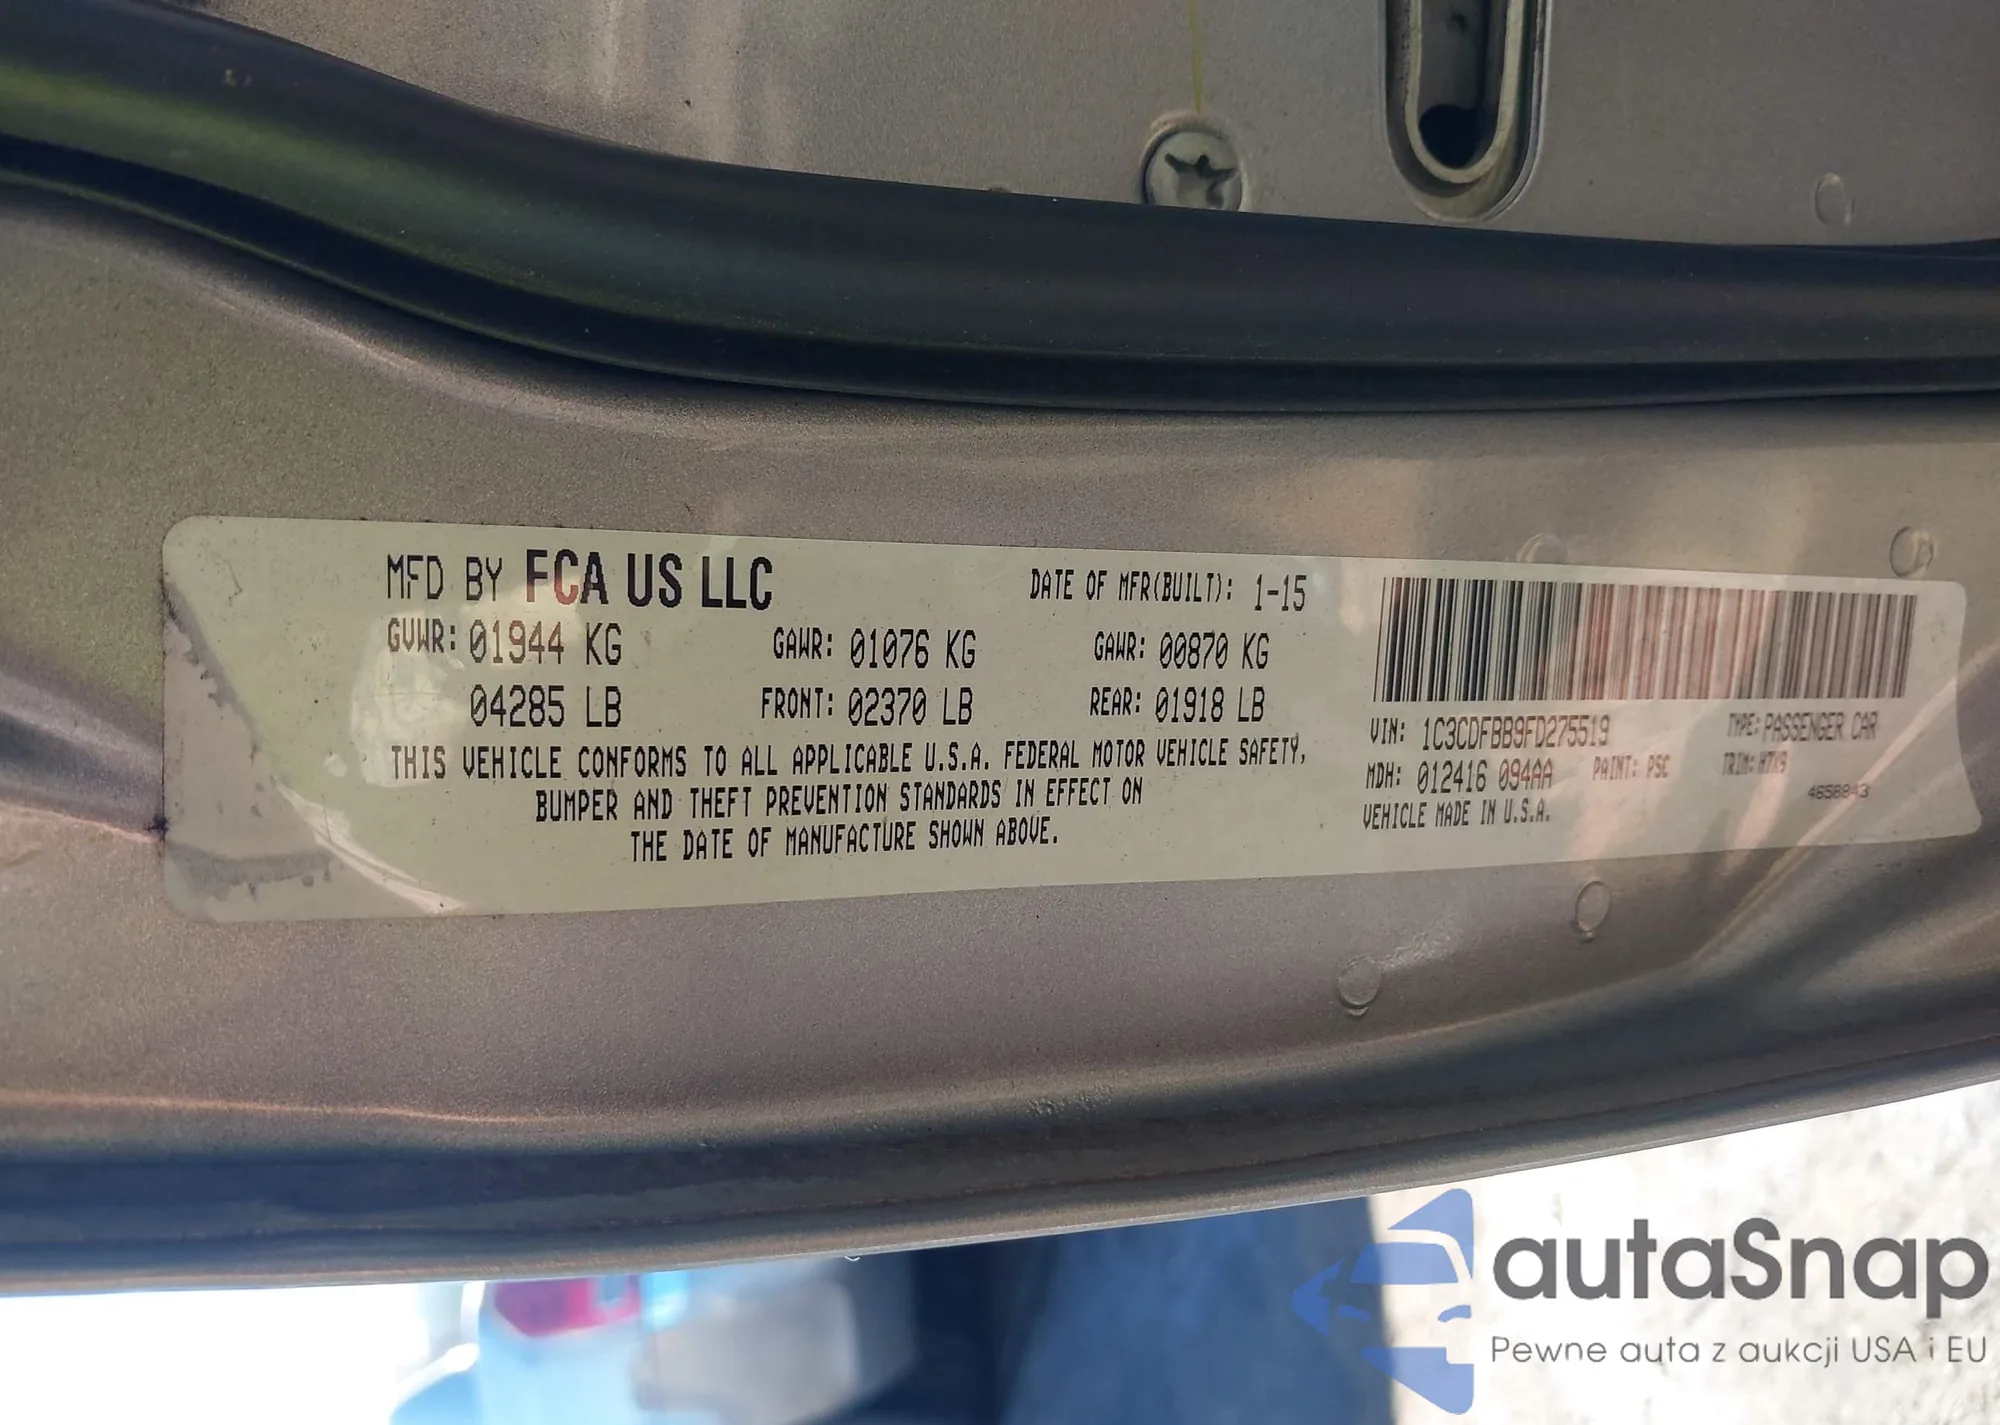 MFD BY FCA US LLC DATE OF MFR(BUILT): 1-15
GVWR: 01944 KG GAWR: 01076 KG GAWR: 00870 KG
04285 LB FRONT: 02370 LB REAR: 01918 LB
THIS VEHICLE CONFORMS TO ALL APPLICABLE U.S.A. FEDERAL MOTOR VEHICLE SAFETY,
BUMPER AND THEFT PREVENTION STANDARDS IN EFFECT ON
THE DATE OF MANUFACTURE SHOWN ABOVE.
VIN: 1C3CDFBB9FD275519 TYPE: PASSENGER CAR
MDH: 012416 094AA PAINT: PSC TRIM: H7X9
VEHICLE MADE IN U.S.A. 4658843
autaSnap
Pewne auta z aukcji USA i EU